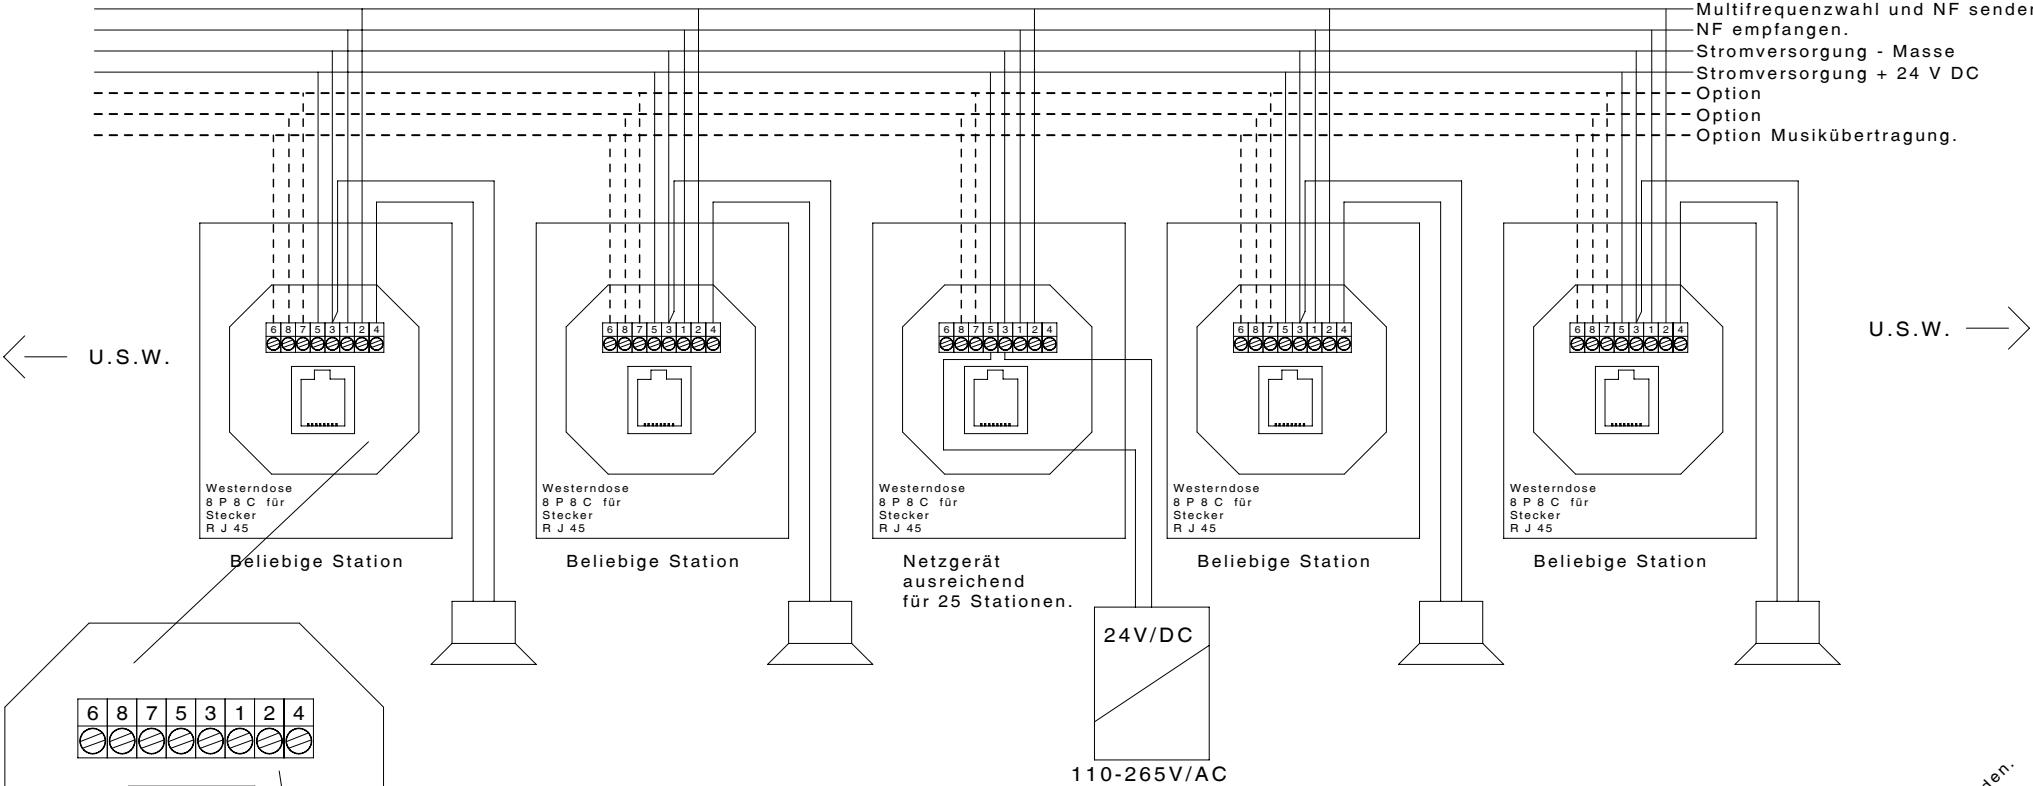 Multifrequenzwahl und NF senden
NF empfangen.
Stromversorgung - Masse
Stromversorgung + 24 V DC
Option
Option
Option Musikübertragung.
6 8 7 5 3 1 2 4
6 8 7 5 3 1 2 4
6 8 7 5 3 1 2 4
6 8 7 5 3 1 2 4
6 8 7 5 3 1 2 4
U.S.W.
U.S.W.
Westerndose
8 P 8 C für
Stecker
R J 45
Westerndose
8 P 8 C für
Stecker
R J 45
Westerndose
8 P 8 C für
Stecker
R J 45
Westerndose
8 P 8 C für
Stecker
R J 45
Westerndose
8 P 8 C für
Stecker
R J 45
Beliebige Station
Beliebige Station
Netzgerät
ausreichend
für 25 Stationen.
Beliebige Station
Beliebige Station
24V/DC
110-265V/AC
6 8 7 5 3 1 2 4